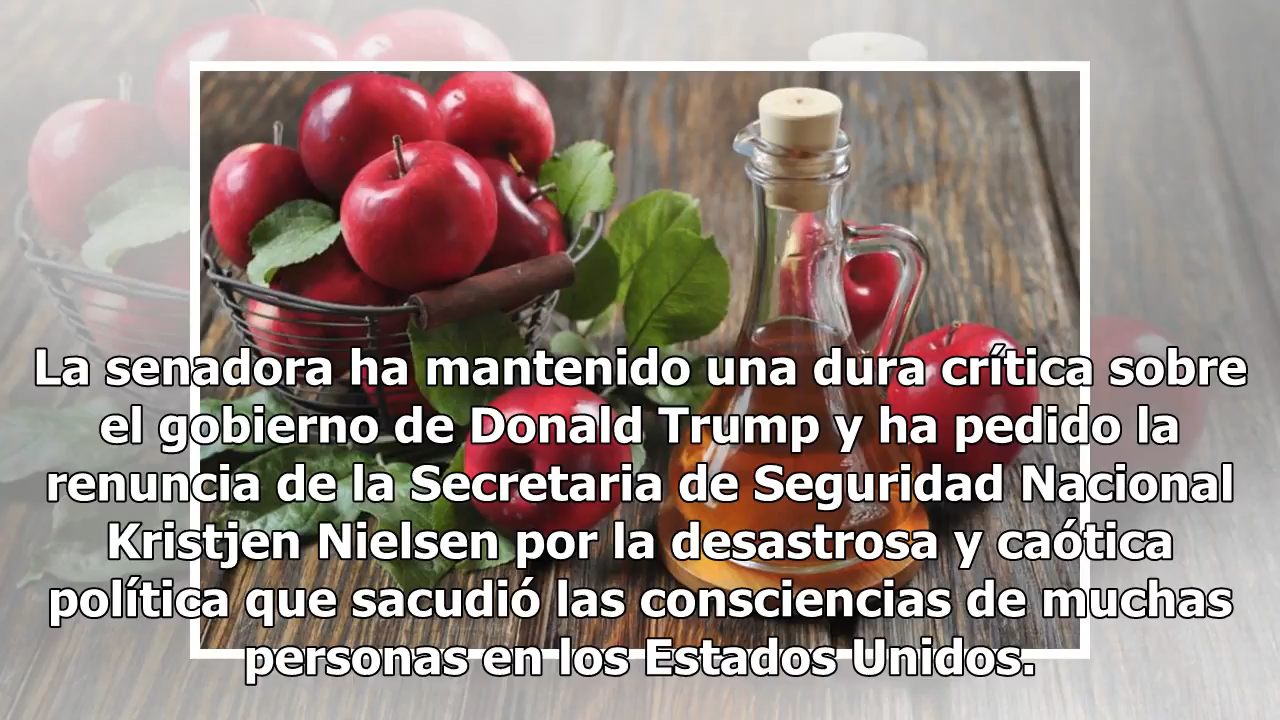 La senadora ha mantenido una dura crítica sobre
el gobierno de Donald Trump y ha pedido la
renuncia de la Secretaria de Seguridad Nacional
Kristjen Nielsen por la desastrosa y caótica
política que sacudió las consciencias de muchas
personas en los Estados Unidos.